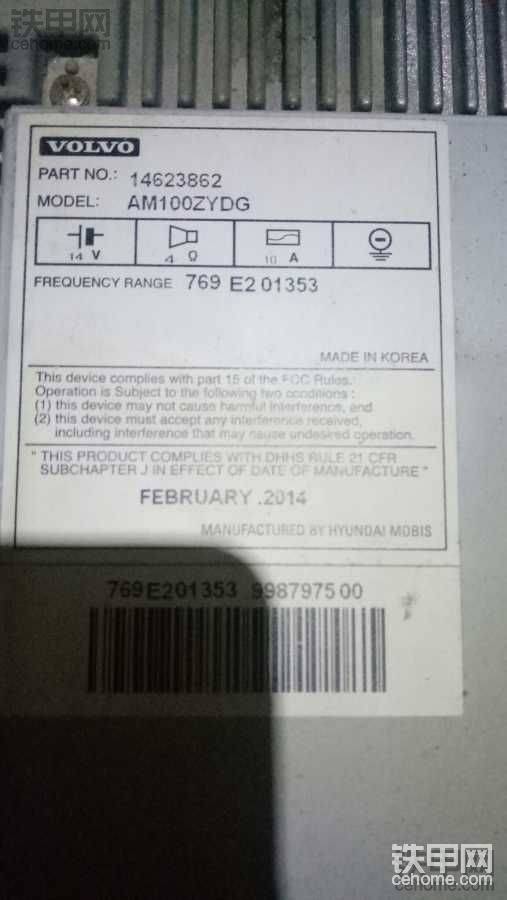 铁甲网
cehome.com
VOLVO
PART NO.: 14623862
MODEL: AM100ZYDG
14 V 4 Ω 10 A
FREQUENCY RANGE 769 E201353
MADE IN KOREA
This device complies with part 15 of the FCC Rules.
Operation is Subject to the following two conditions :
(1) this device may not cause harmful interference, and
(2) this device must accept any interference received,
including interference that may cause undesired operation.
" THIS PRODUCT COMPLIES WITH DHHS RULE 21 CFR
SUBCHAPTER J IN EFFECT OF DATE OF MANUFACTURE "
FEBRUARY .2014
MANUFACTURED BY HYUNDAI MOBIS
769E201353 998797500
铁甲网
cehome.com